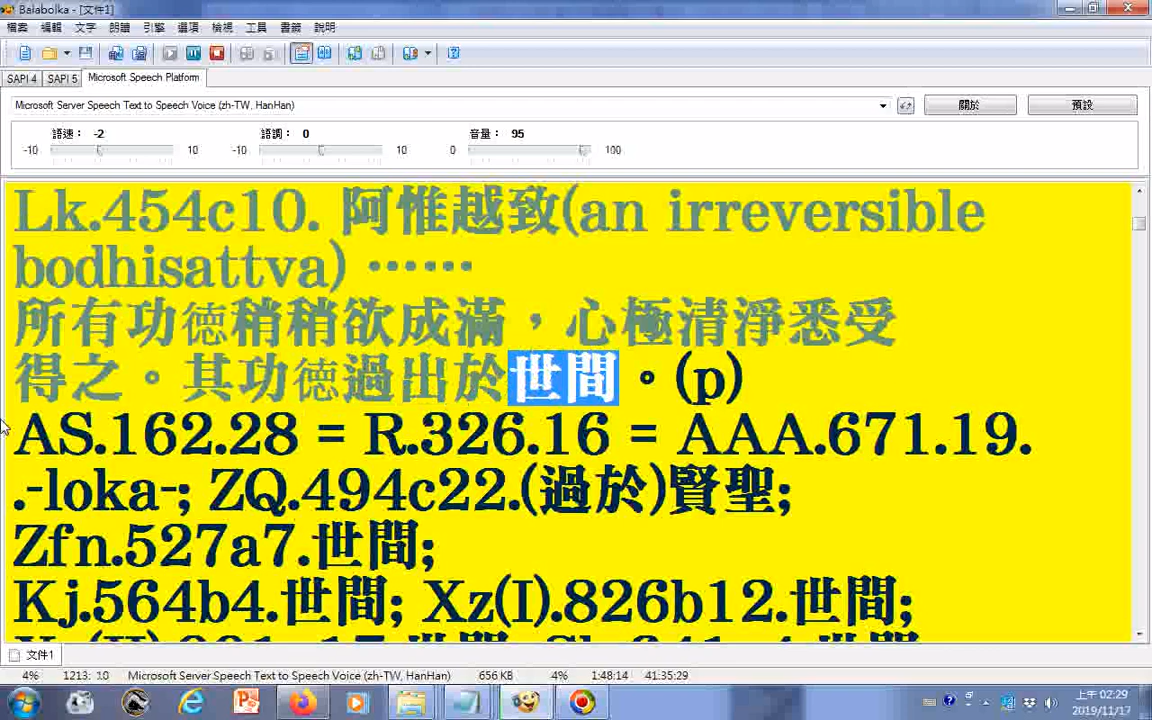 Balabolka - [文件1]
檔案 編輯 文字 朗讀 引擎 選項 檢視 工具 書籤 說明
SAPI 4 SAPI 5 Microsoft Speech Platform
Microsoft Server Speech Text to Speech Voice (zh-TW, HanHan) 關於 預設
語速： -2 語調： 0 音量： 95
-10 10 -10 10 0 100
Lk.454c10. 阿惟越致(an irreversible
bodhisattva) ……
所有功德稍稍欲成滿，心極清淨悉受
得之。其功德過出於世間。(p)
AS.162.28 = R.326.16 = AAA.671.19.
.-loka-; ZQ.494c22.(過於)賢聖;
Zfn.527a7.世間;
Kj.564b4.世間; Xz(I).826b12.世間;
文件1
4% 1213: 10 Microsoft Server Speech Text to Speech Voice (zh-TW, HanHan) 656 KB 4% 1:48:14 41:35:29
上午 02:29
2019/11/17